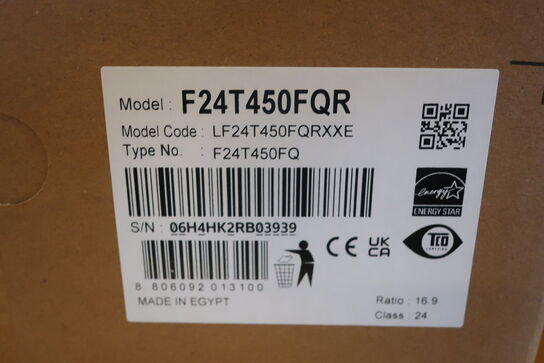 Model : F24T450FQR
Model Code : LF24T450FQRXXE
Type No. : F24T450FQ
energy
ENERGY STAR
S/N : 06H4HK2RB03939
CE UK
CA
TCO
CERTIFIED
8 806092 013100
MADE IN EGYPT
Ratio : 16:9
Class : 24